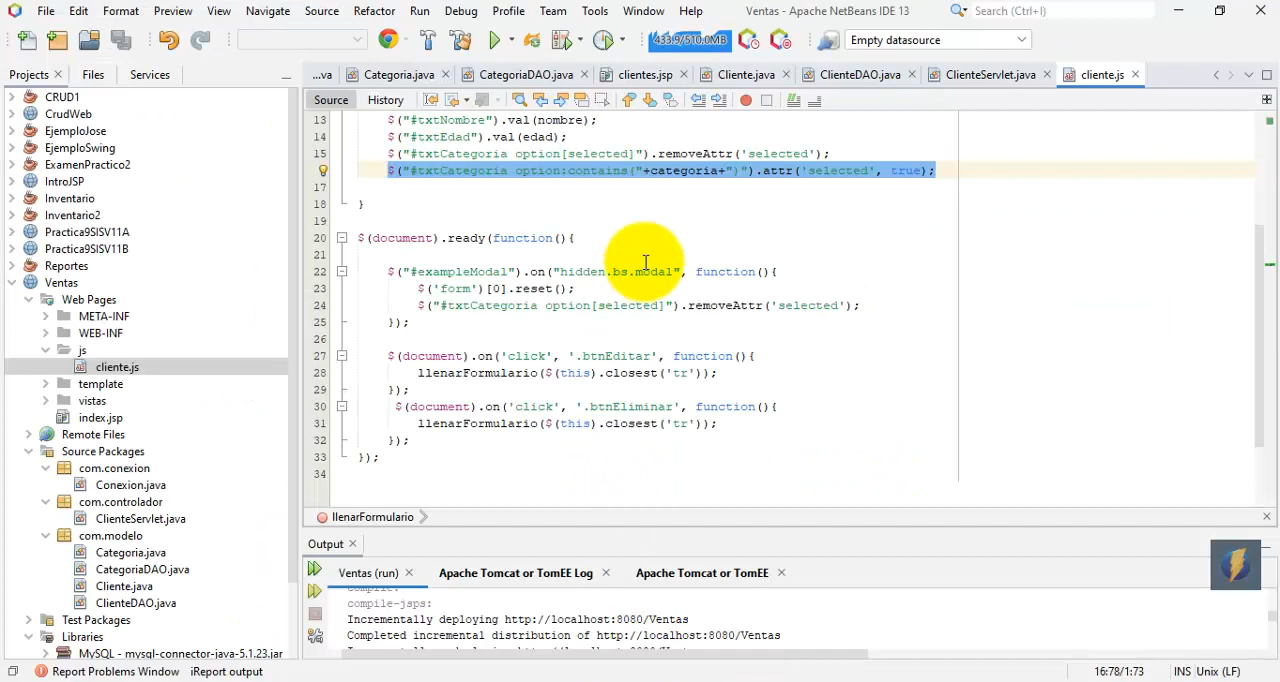 File Edit View Navigate Source Refactor Run Debug Profile Team Tools Window Help Ventas - Apache NetBeans IDE 13 Search (Ctrl+I)
433.9/510.0MB Empty datasource
Projects Files Services
...va Categoria.java CategoriaDAO.java clientes.jsp Cliente.java ClienteDAO.java ClienteServlet.java cliente.js
Source History
CRUD1
CrudWeb
EjemploJose
EjemploSwing
ExamenPractico2
IntroJSP
Inventario
Inventario2
Practica9SISV11A
Practica9SISV11B
Reportes
Ventas
Web Pages
META-INF
WEB-INF
js
cliente.js
template
vistas
index.jsp
Remote Files
Source Packages
com.conexion
Conexion.java
com.controlador
ClienteServlet.java
com.modelo
Categoria.java
CategoriaDAO.java
Cliente.java
ClienteDAO.java
Test Packages
Libraries
MySQL - mysql-connector-java-5.1.23.jar
13 $("#txtNombre").val(nombre);
14 $("#txtEdad").val(edad);
15 $("#txtCategoria option[selected]").removeAttr('selected');
$("#txtCategoria option:contains("+categoria+")").attr('selected', true);
17
18 }
19
20 $(document).ready(function(){
21
22 $("#exampleModal").on("hidden.bs.modal", function(){
23 $('form')[0].reset();
24 $("#txtCategoria option[selected]").removeAttr('selected');
25 });
26
27 $(document).on('click', '.btnEditar', function(){
28 llenarFormulario($(this).closest('tr'));
29 });
30 $(document).on('click', '.btnEliminar', function(){
31 llenarFormulario($(this).closest('tr'));
32 });
33 });
34
llenarFormulario
Output
Ventas (run) Apache Tomcat or TomEE Log Apache Tomcat or TomEE
compile:
compile-jsps:
Incrementally deploying http://localhost:8080/Ventas
Completed incremental distribution of http://localhost:8080/Ventas
Report Problems Window iReport output 16:78/1:73 INS Unix (LF)